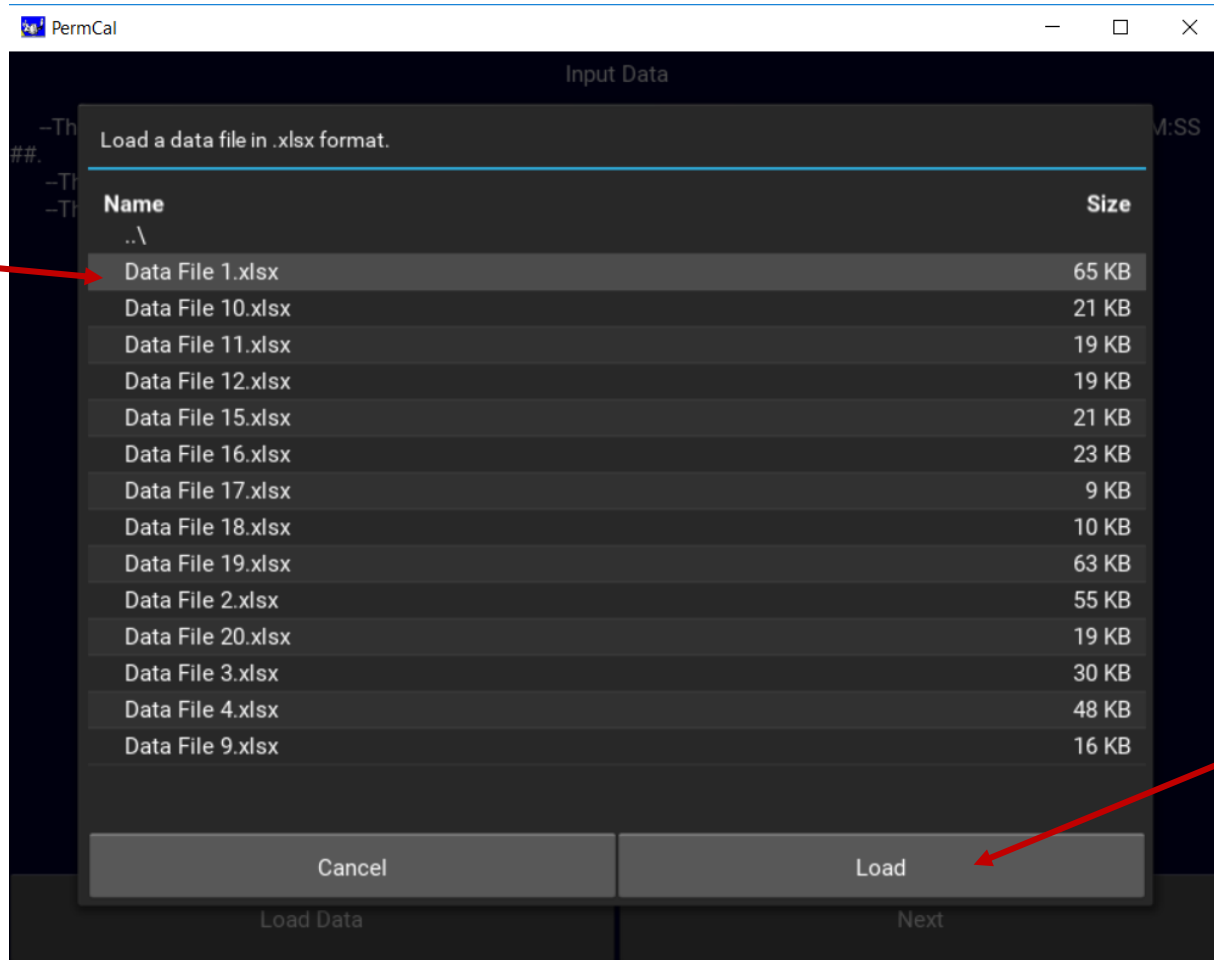 PermCal
Input Data
--Th
M:SS
##.
--Th
--Th
Load a data file in .xlsx format.
Name Size
..\
Data File 1.xlsx 65 KB
Data File 10.xlsx 21 KB
Data File 11.xlsx 19 KB
Data File 12.xlsx 19 KB
Data File 15.xlsx 21 KB
Data File 16.xlsx 23 KB
Data File 17.xlsx 9 KB
Data File 18.xlsx 10 KB
Data File 19.xlsx 63 KB
Data File 2.xlsx 55 KB
Data File 20.xlsx 19 KB
Data File 3.xlsx 30 KB
Data File 4.xlsx 48 KB
Data File 9.xlsx 16 KB
Cancel Load
Load Data Next